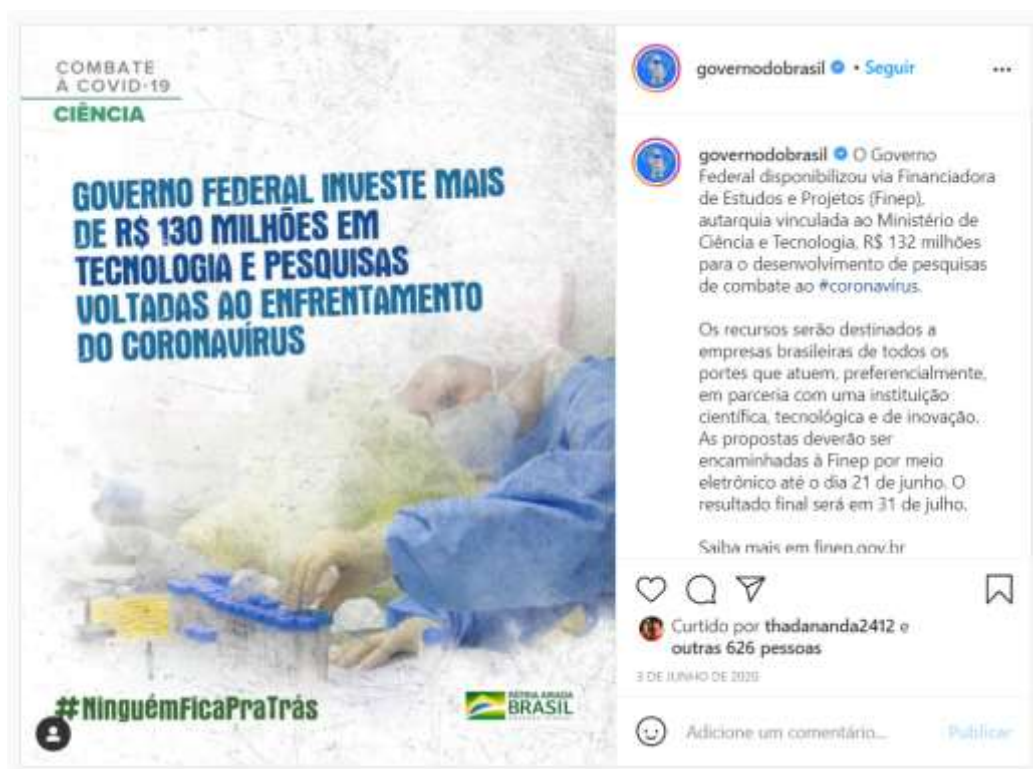 COMBATE
À COVID-19
CIÊNCIA
GOVERNO FEDERAL INVESTE MAIS
DE R$ 130 MILHÕES EM
TECNOLOGIA E PESQUISAS
VOLTADAS AO ENFRENTAMENTO
DO CORONAVÍRUS
#NinguémFicaPraTrás
PÁTRIA AMADA
BRASIL
governodobrasil • Seguir
governodobrasil O Governo
Federal disponibilizou via Financiadora
de Estudos e Projetos (Finep),
autarquia vinculada ao Ministério de
Ciência e Tecnologia, R$ 132 milhões
para o desenvolvimento de pesquisas
de combate ao #coronavírus.
Os recursos serão destinados a
empresas brasileiras de todos os
portes que atuem, preferencialmente,
em parceria com uma instituição
científica, tecnológica e de inovação.
As propostas deverão ser
encaminhadas à Finep por meio
eletrônico até o dia 21 de junho. O
resultado final será em 31 de julho.
Saiba mais em finep.gov.br
Curtido por thadananda2412 e
outras 626 pessoas
3 DE JUNHO DE 2020
Adicione um comentário... Publicar